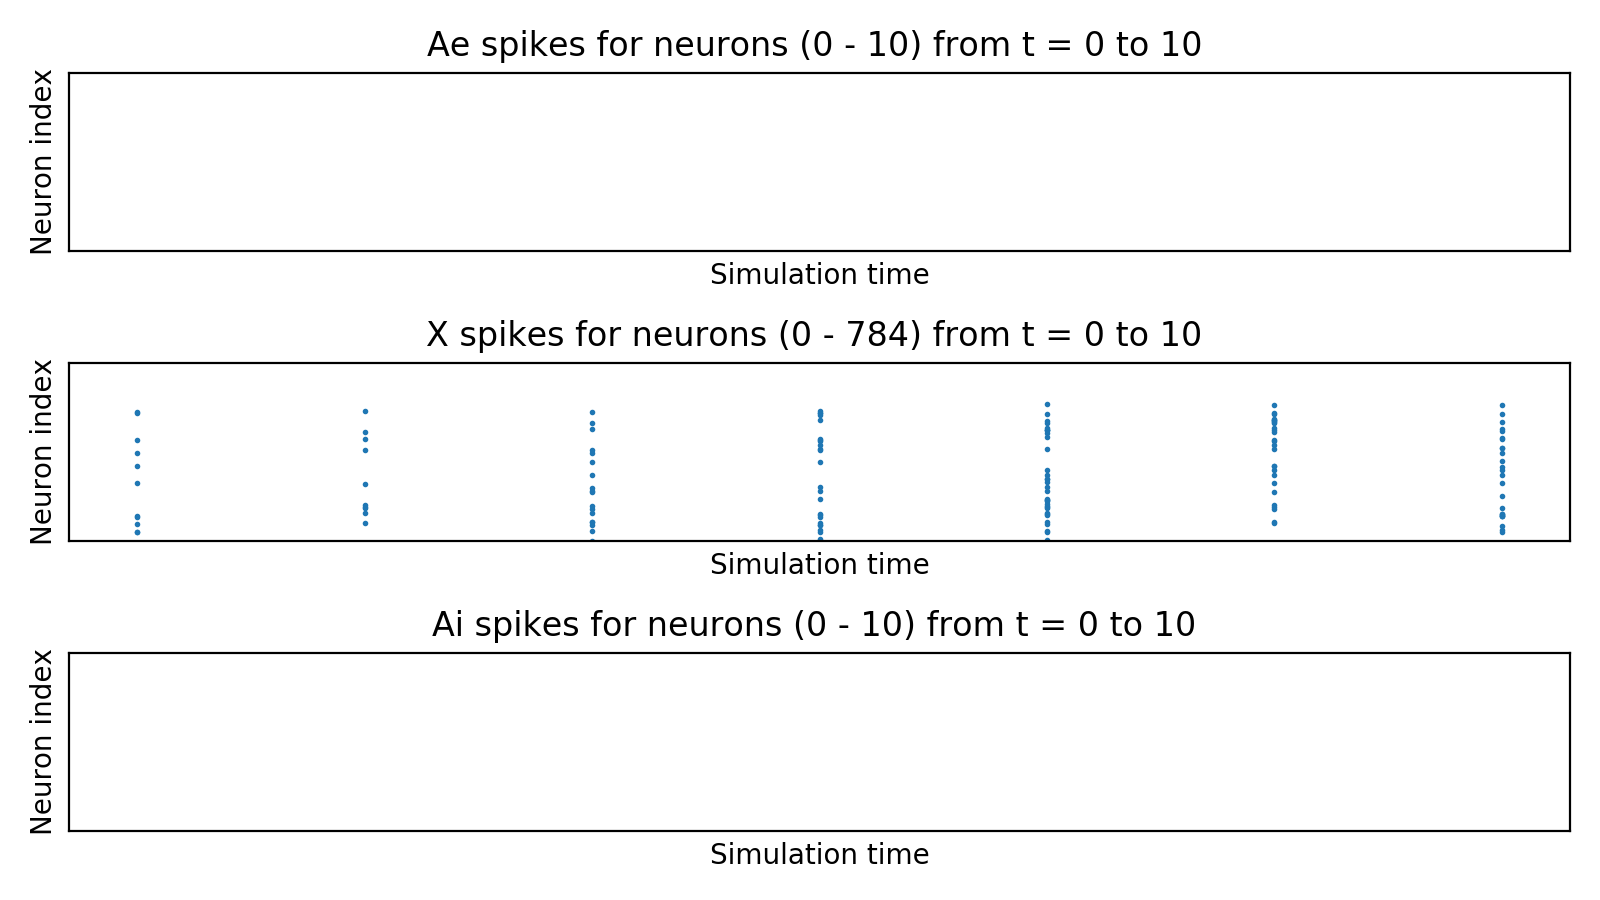 Ae spikes for neurons (0 - 10) from t = 0 to 10
Neuron index
Simulation time
X spikes for neurons (0 - 784) from t = 0 to 10
Neuron index
Simulation time
Ai spikes for neurons (0 - 10) from t = 0 to 10
Neuron index
Simulation time